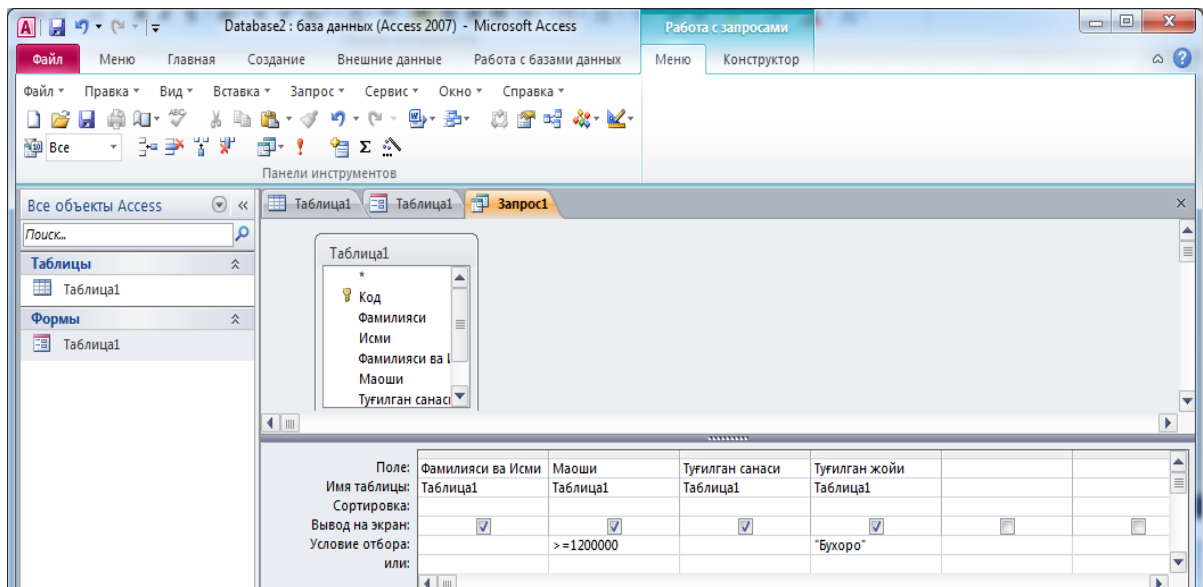 Database2 : база данных (Access 2007) - Microsoft Access
Работа с запросами
Файл Меню Главная Создание Внешние данные Работа с базами данных Меню Конструктор
Файл Правка Вид Вставка Запрос Сервис Окно Справка
Все
Панели инструментов
Все объекты Access
Таблица1 Таблица1 Запрос1
Поиск...
Таблицы
Таблица1
Формы
Таблица1
Таблица1
*
Код
Фамилияси
Исми
Фамилияси ва
Маоши
Туғилган санаси
Поле: Фамилияси ва Исми Маоши Туғилган санаси Туғилган жойи
Имя таблицы: Таблица1 Таблица1 Таблица1 Таблица1
Сортировка:
Вывод на экран:
Условие отбора: >=1200000 "Бухоро"
или: